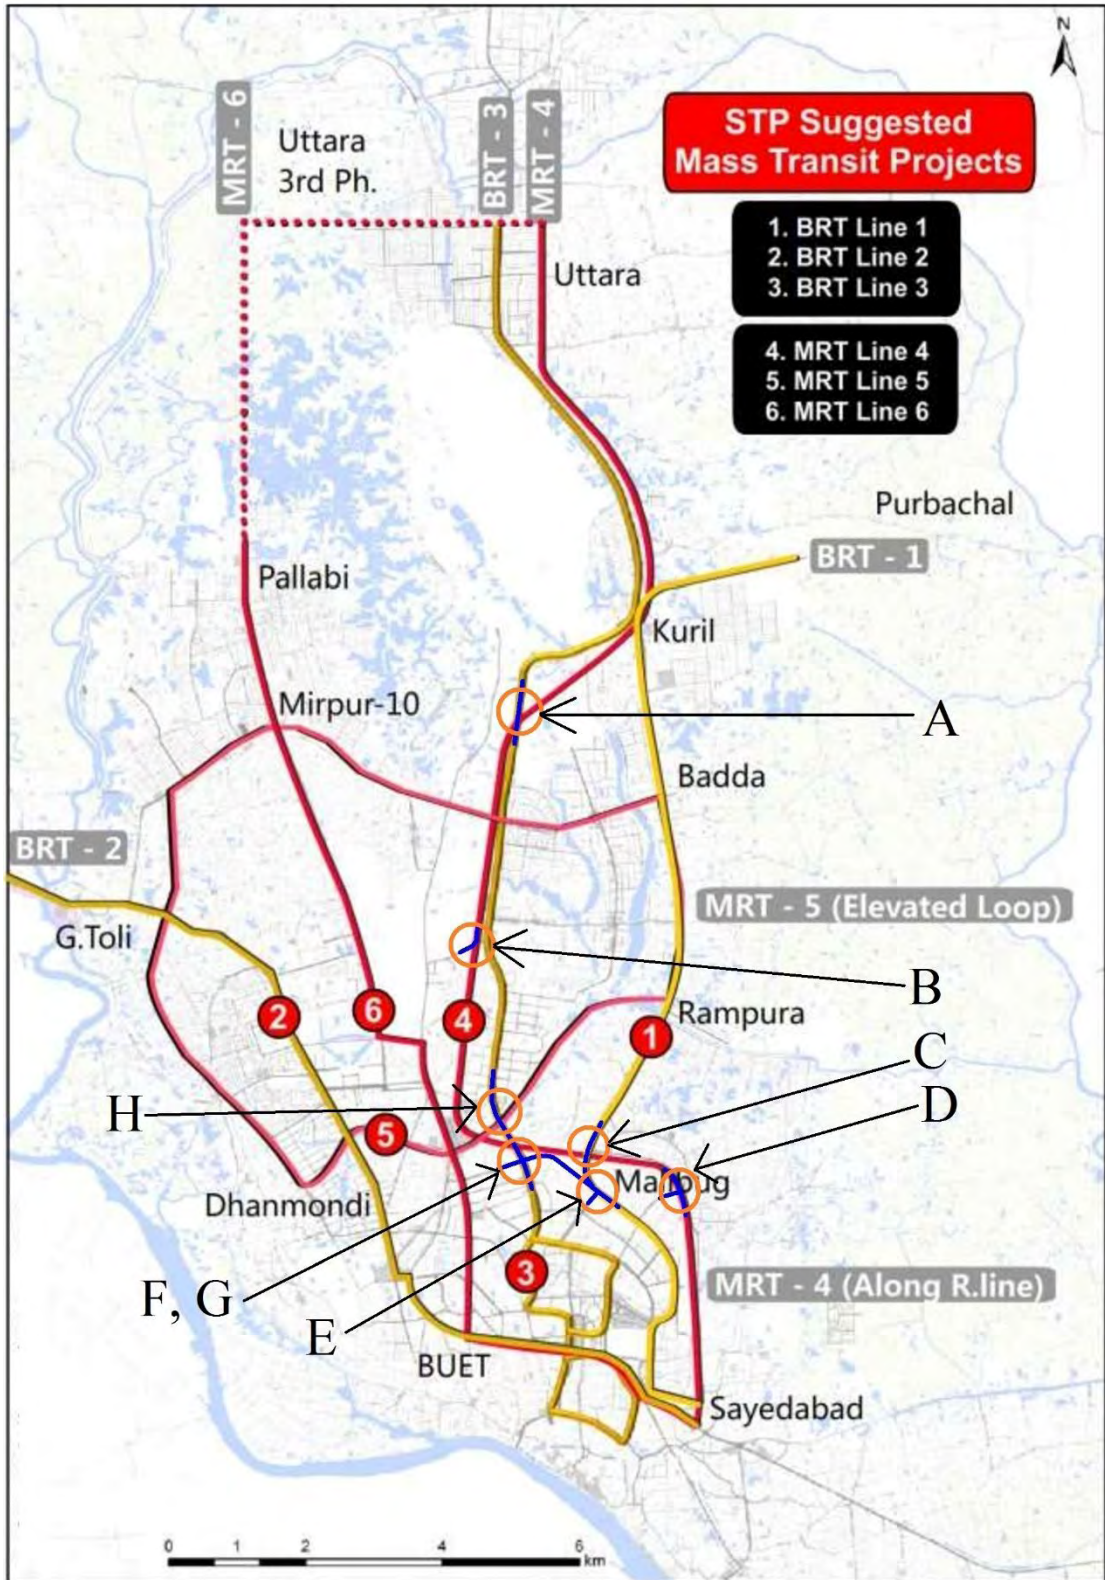 N
MRT - 6
Uttara
3rd Ph.
BRT - 3
MRT - 4
STP Suggested
Mass Transit Projects
1. BRT Line 1
2. BRT Line 2
3. BRT Line 3
4. MRT Line 4
5. MRT Line 5
6. MRT Line 6
Uttara
Purbachal
BRT - 1
Pallabi
Kuril
Mirpur-10
A
Badda
BRT - 2
MRT - 5 (Elevated Loop)
G.Toli
B
2
6
4
1
Rampura
C
H
D
5
Dhanmondi
3
MRT - 4 (Along R.line)
F, G
E
BUET
Sayedabad
0 1 2 4 6
km